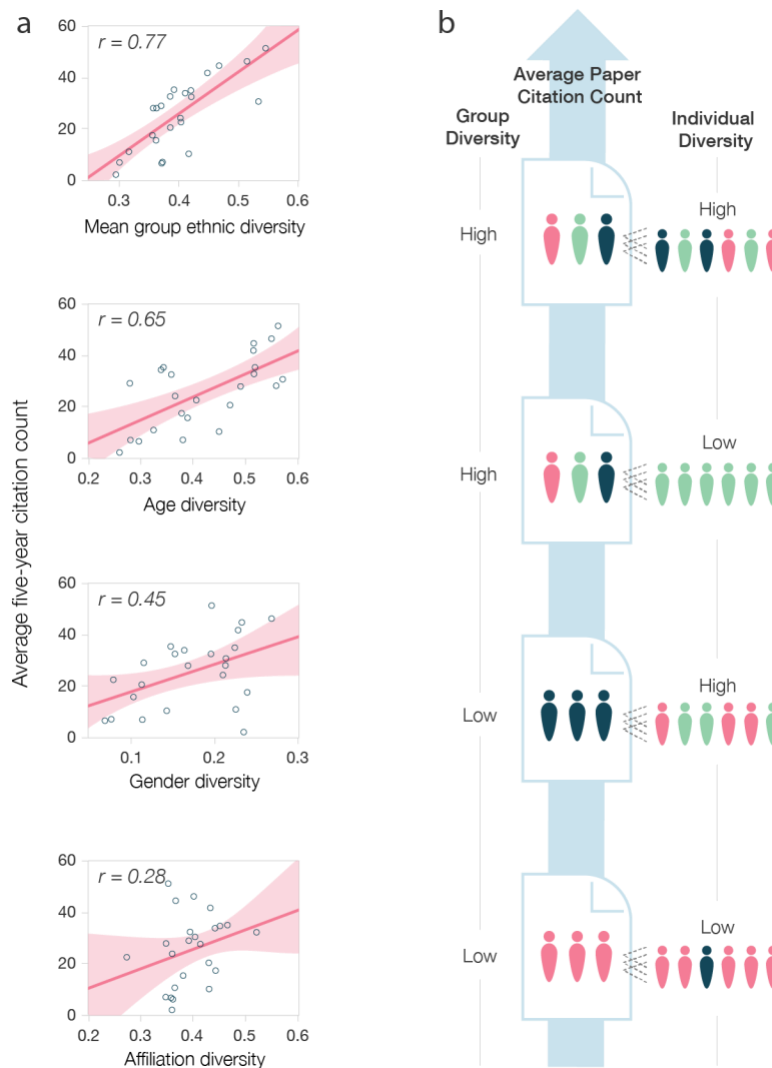 a
Average five-year citation count
r = 0.77
60
40
20
0
0.3 0.4 0.5 0.6
Mean group ethnic diversity
r = 0.65
60
40
20
0
0.2 0.3 0.4 0.5 0.6
Age diversity
r = 0.45
60
40
20
0
0.1 0.2 0.3
Gender diversity
r = 0.28
60
40
20
0
0.2 0.3 0.4 0.5 0.6
Affiliation diversity
b
Average Paper
Citation Count
Group
Diversity
Individual
Diversity
High
High
High
Low
Low
High
Low
Low